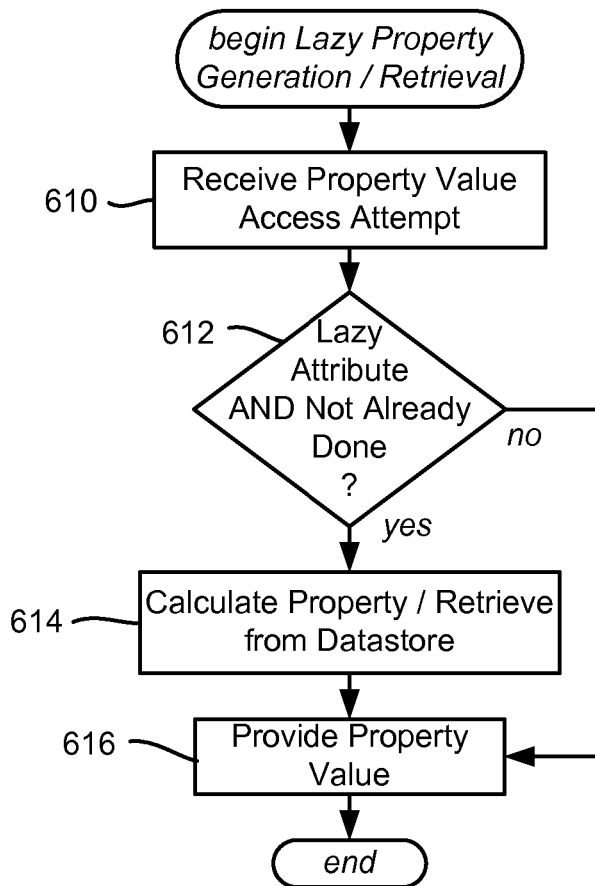 begin Lazy Property
Generation / Retrieval
610
Receive Property Value
Access Attempt
612
Lazy
Attribute
AND Not Already
Done
?
no
yes
614
Calculate Property / Retrieve
from Datastore
616
Provide Property
Value
end